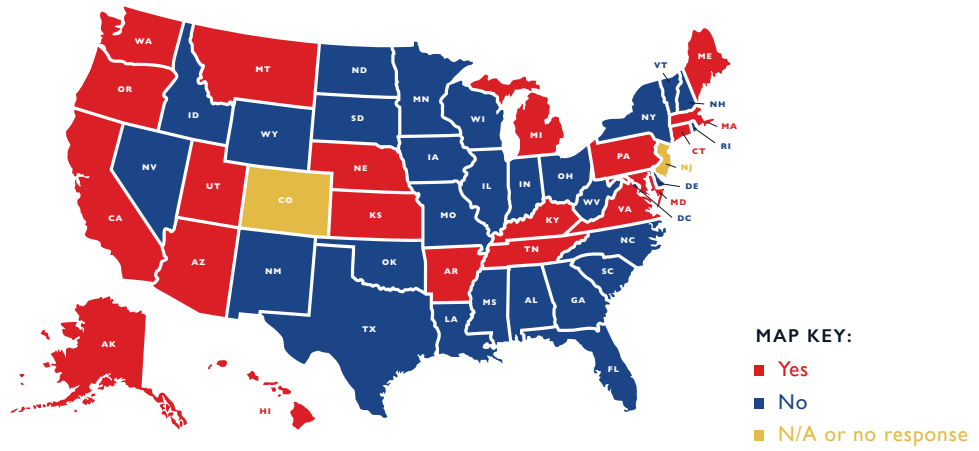 WA
MT
ND
MN
OR
ID
WY
SD
WI
MI
VT
ME
NH
NY
MA
RI
CT
NV
UT
CO
NE
IA
IL
IN
OH
PA
NJ
DE
MD
DC
CA
AZ
NM
KS
MO
KY
WV
VA
OK
AR
TN
NC
SC
TX
LA
MS
AL
GA
FL
AK
HI
MAP KEY:
Yes
No
N/A or no response